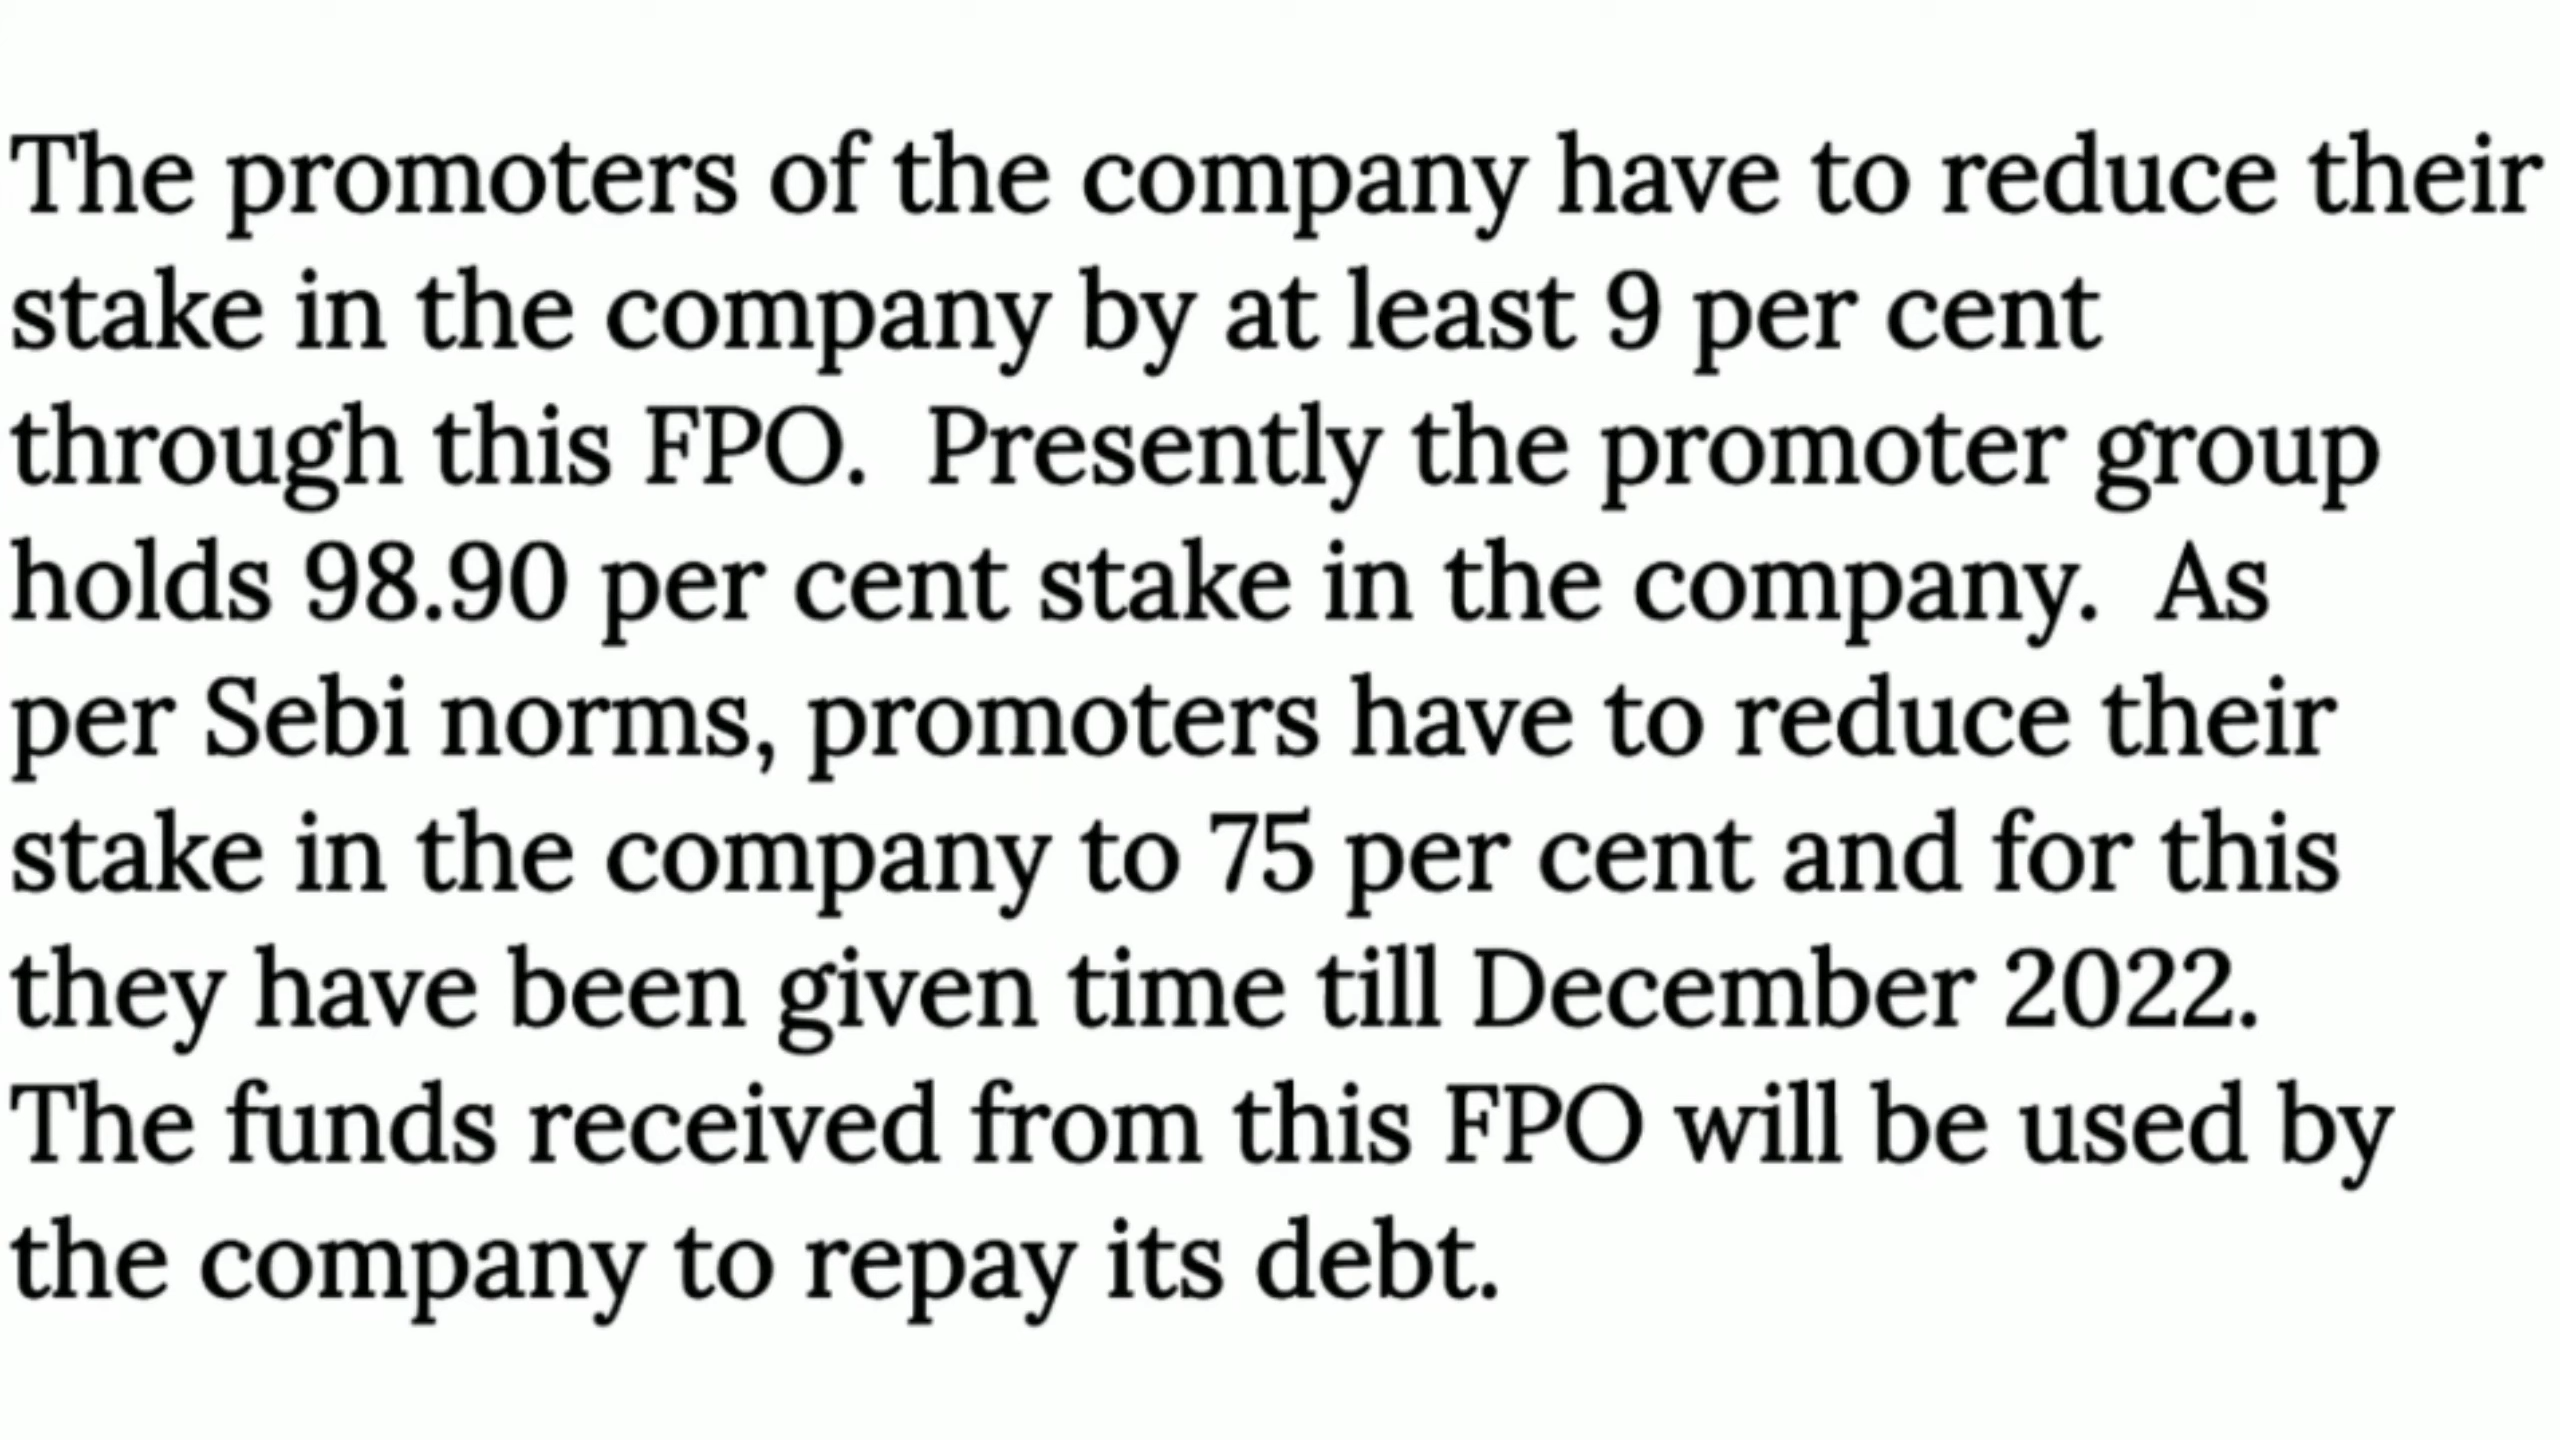 The promoters of the company have to reduce their
stake in the company by at least 9 per cent
through this FPO.  Presently the promoter group
holds 98.90 per cent stake in the company.  As
per Sebi norms, promoters have to reduce their
stake in the company to 75 per cent and for this
they have been given time till December 2022.
The funds received from this FPO will be used by
the company to repay its debt.